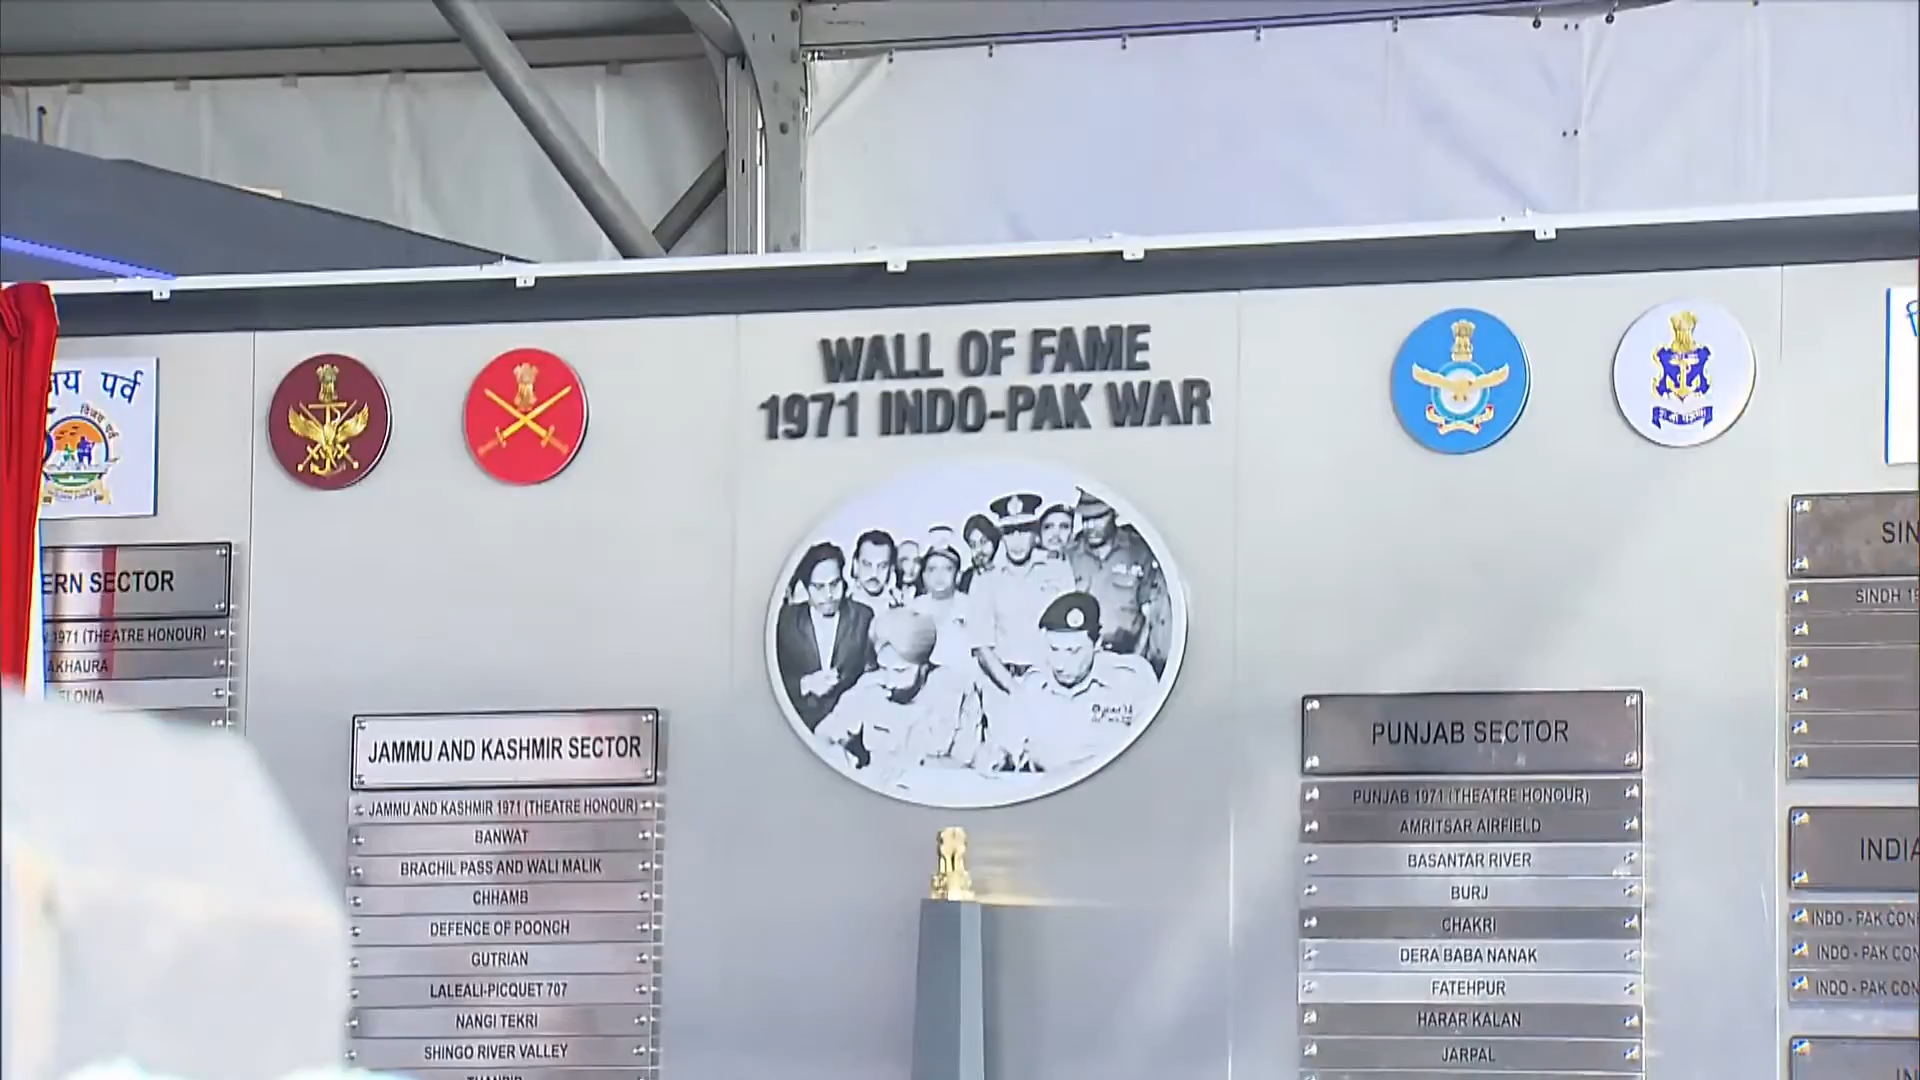 WALL OF FAME
1971 INDO-PAK WAR
पर्व
विजय पर्व
ERN SECTOR
1971 (THEATRE HONOUR)
AKHAURA
JAMMU AND KASHMIR SECTOR
JAMMU AND KASHMIR 1971 (THEATRE HONOUR)
BANWAT
BRACHIL PASS AND WALI MALIK
CHHAMB
DEFENCE OF POONCH
GUTRIAN
LALEALI-PICQUET 707
NANGI TEKRI
SHINGO RIVER VALLEY
PUNJAB SECTOR
PUNJAB 1971 (THEATRE HONOUR)
AMRITSAR AIRFIELD
BASANTAR RIVER
BURJ
CHAKRI
DERA BABA NANAK
FATEHPUR
HARAR KALAN
JARPAL
SIN
SINDH 19
INDIA
INDO - PAK CON
INDO - PAK CON
INDO - PAK CON
IN